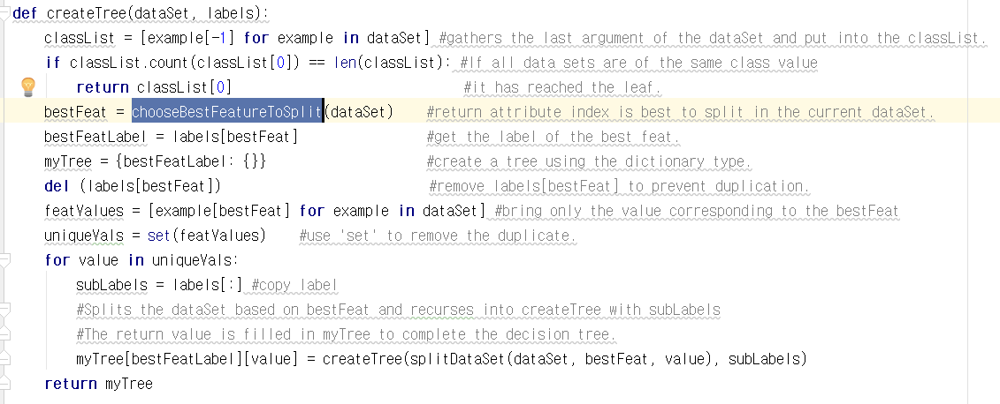 def createTree(dataSet, labels):
    classList = [example[-1] for example in dataSet] #gathers the last argument of the dataSet and put into the classList.
    if classList.count(classList[0]) == len(classList): #If all data sets are of the same class value
        return classList[0] #it has reached the leaf.
    bestFeat = chooseBestFeatureToSplit(dataSet) #return attribute index is best to split in the current dataSet.
    bestFeatLabel = labels[bestFeat] #get the label of the best feat.
    myTree = {bestFeatLabel: {}} #create a tree using the dictionary type.
    del (labels[bestFeat]) #remove labels[bestFeat] to prevent duplication.
    featValues = [example[bestFeat] for example in dataSet] #bring only the value corresponding to the bestFeat
    uniqueVals = set(featValues) #use 'set' to remove the duplicate.
    for value in uniqueVals:
        subLabels = labels[:] #copy label
        #Splits the dataSet based on bestFeat and recurses into createTree with subLabels
        #The return value is filled in myTree to complete the decision tree.
        myTree[bestFeatLabel][value] = createTree(splitDataSet(dataSet, bestFeat, value), subLabels)
    return myTree